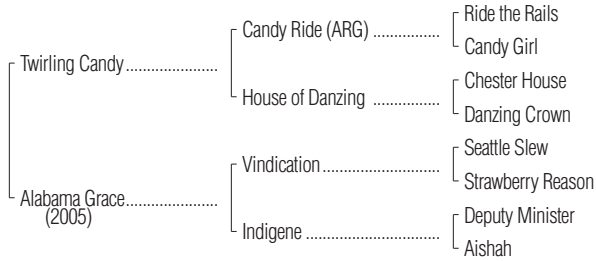 Ride the Rails
Candy Ride (ARG) ................
Candy Girl
Twirling Candy......................
Chester House
House of Danzing ................
Danzing Crown
Seattle Slew
Vindication............................
Strawberry Reason
Alabama Grace......................
(2005)
Deputy Minister
Indigene ................................
Aishah